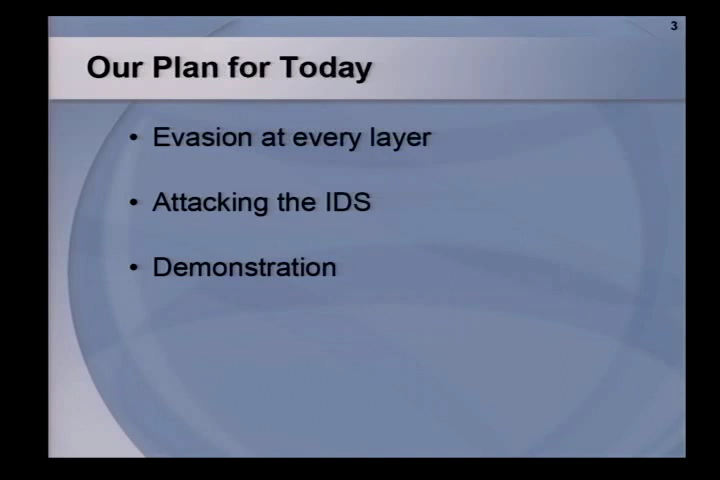 3
Our Plan for Today
• Evasion at every layer
• Attacking the IDS
• Demonstration